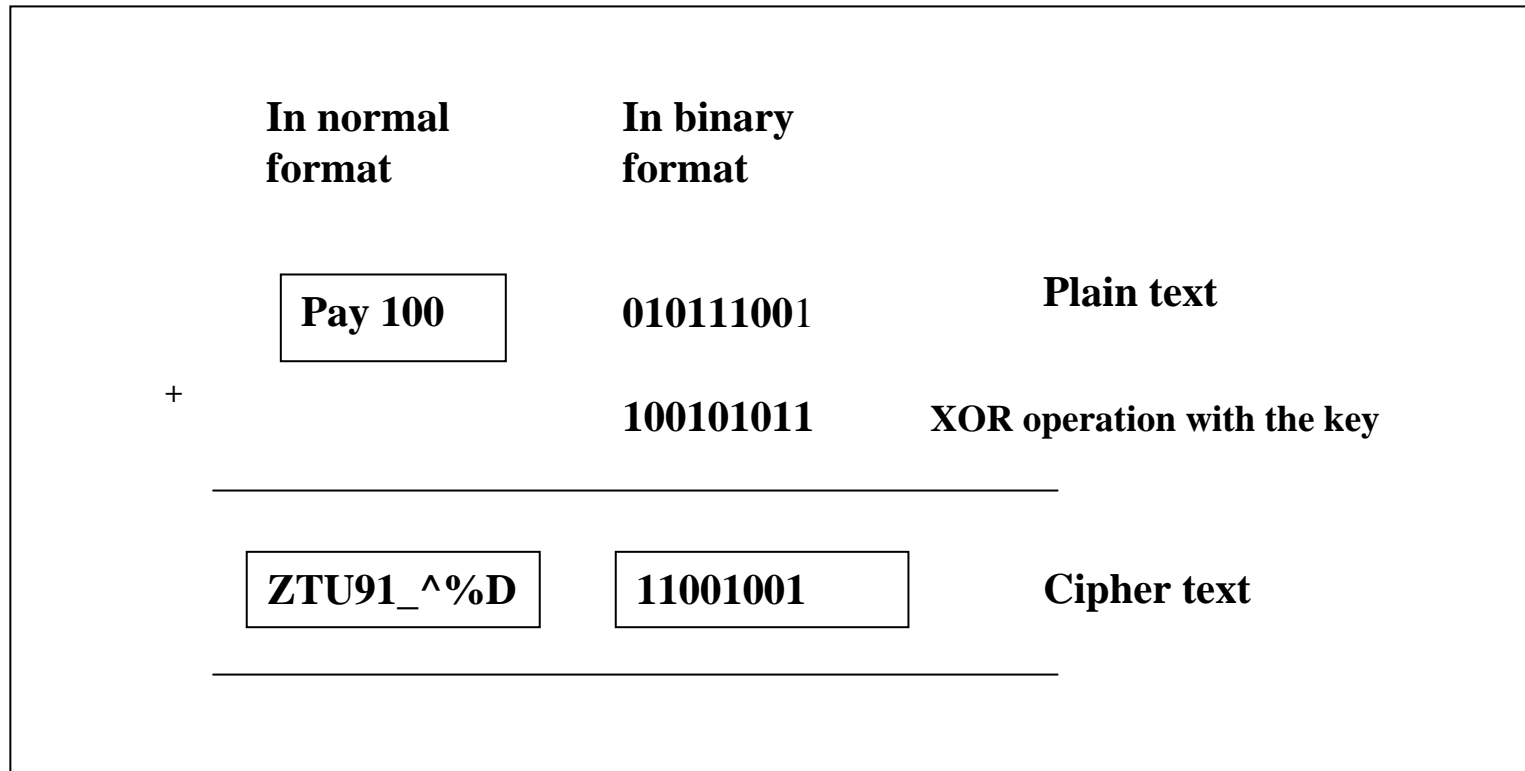 In normal
format
In binary
format
Pay 100 010111001 Plain text
+
100101011 XOR operation with the key
ZTU91_^%D 11001001 Cipher text